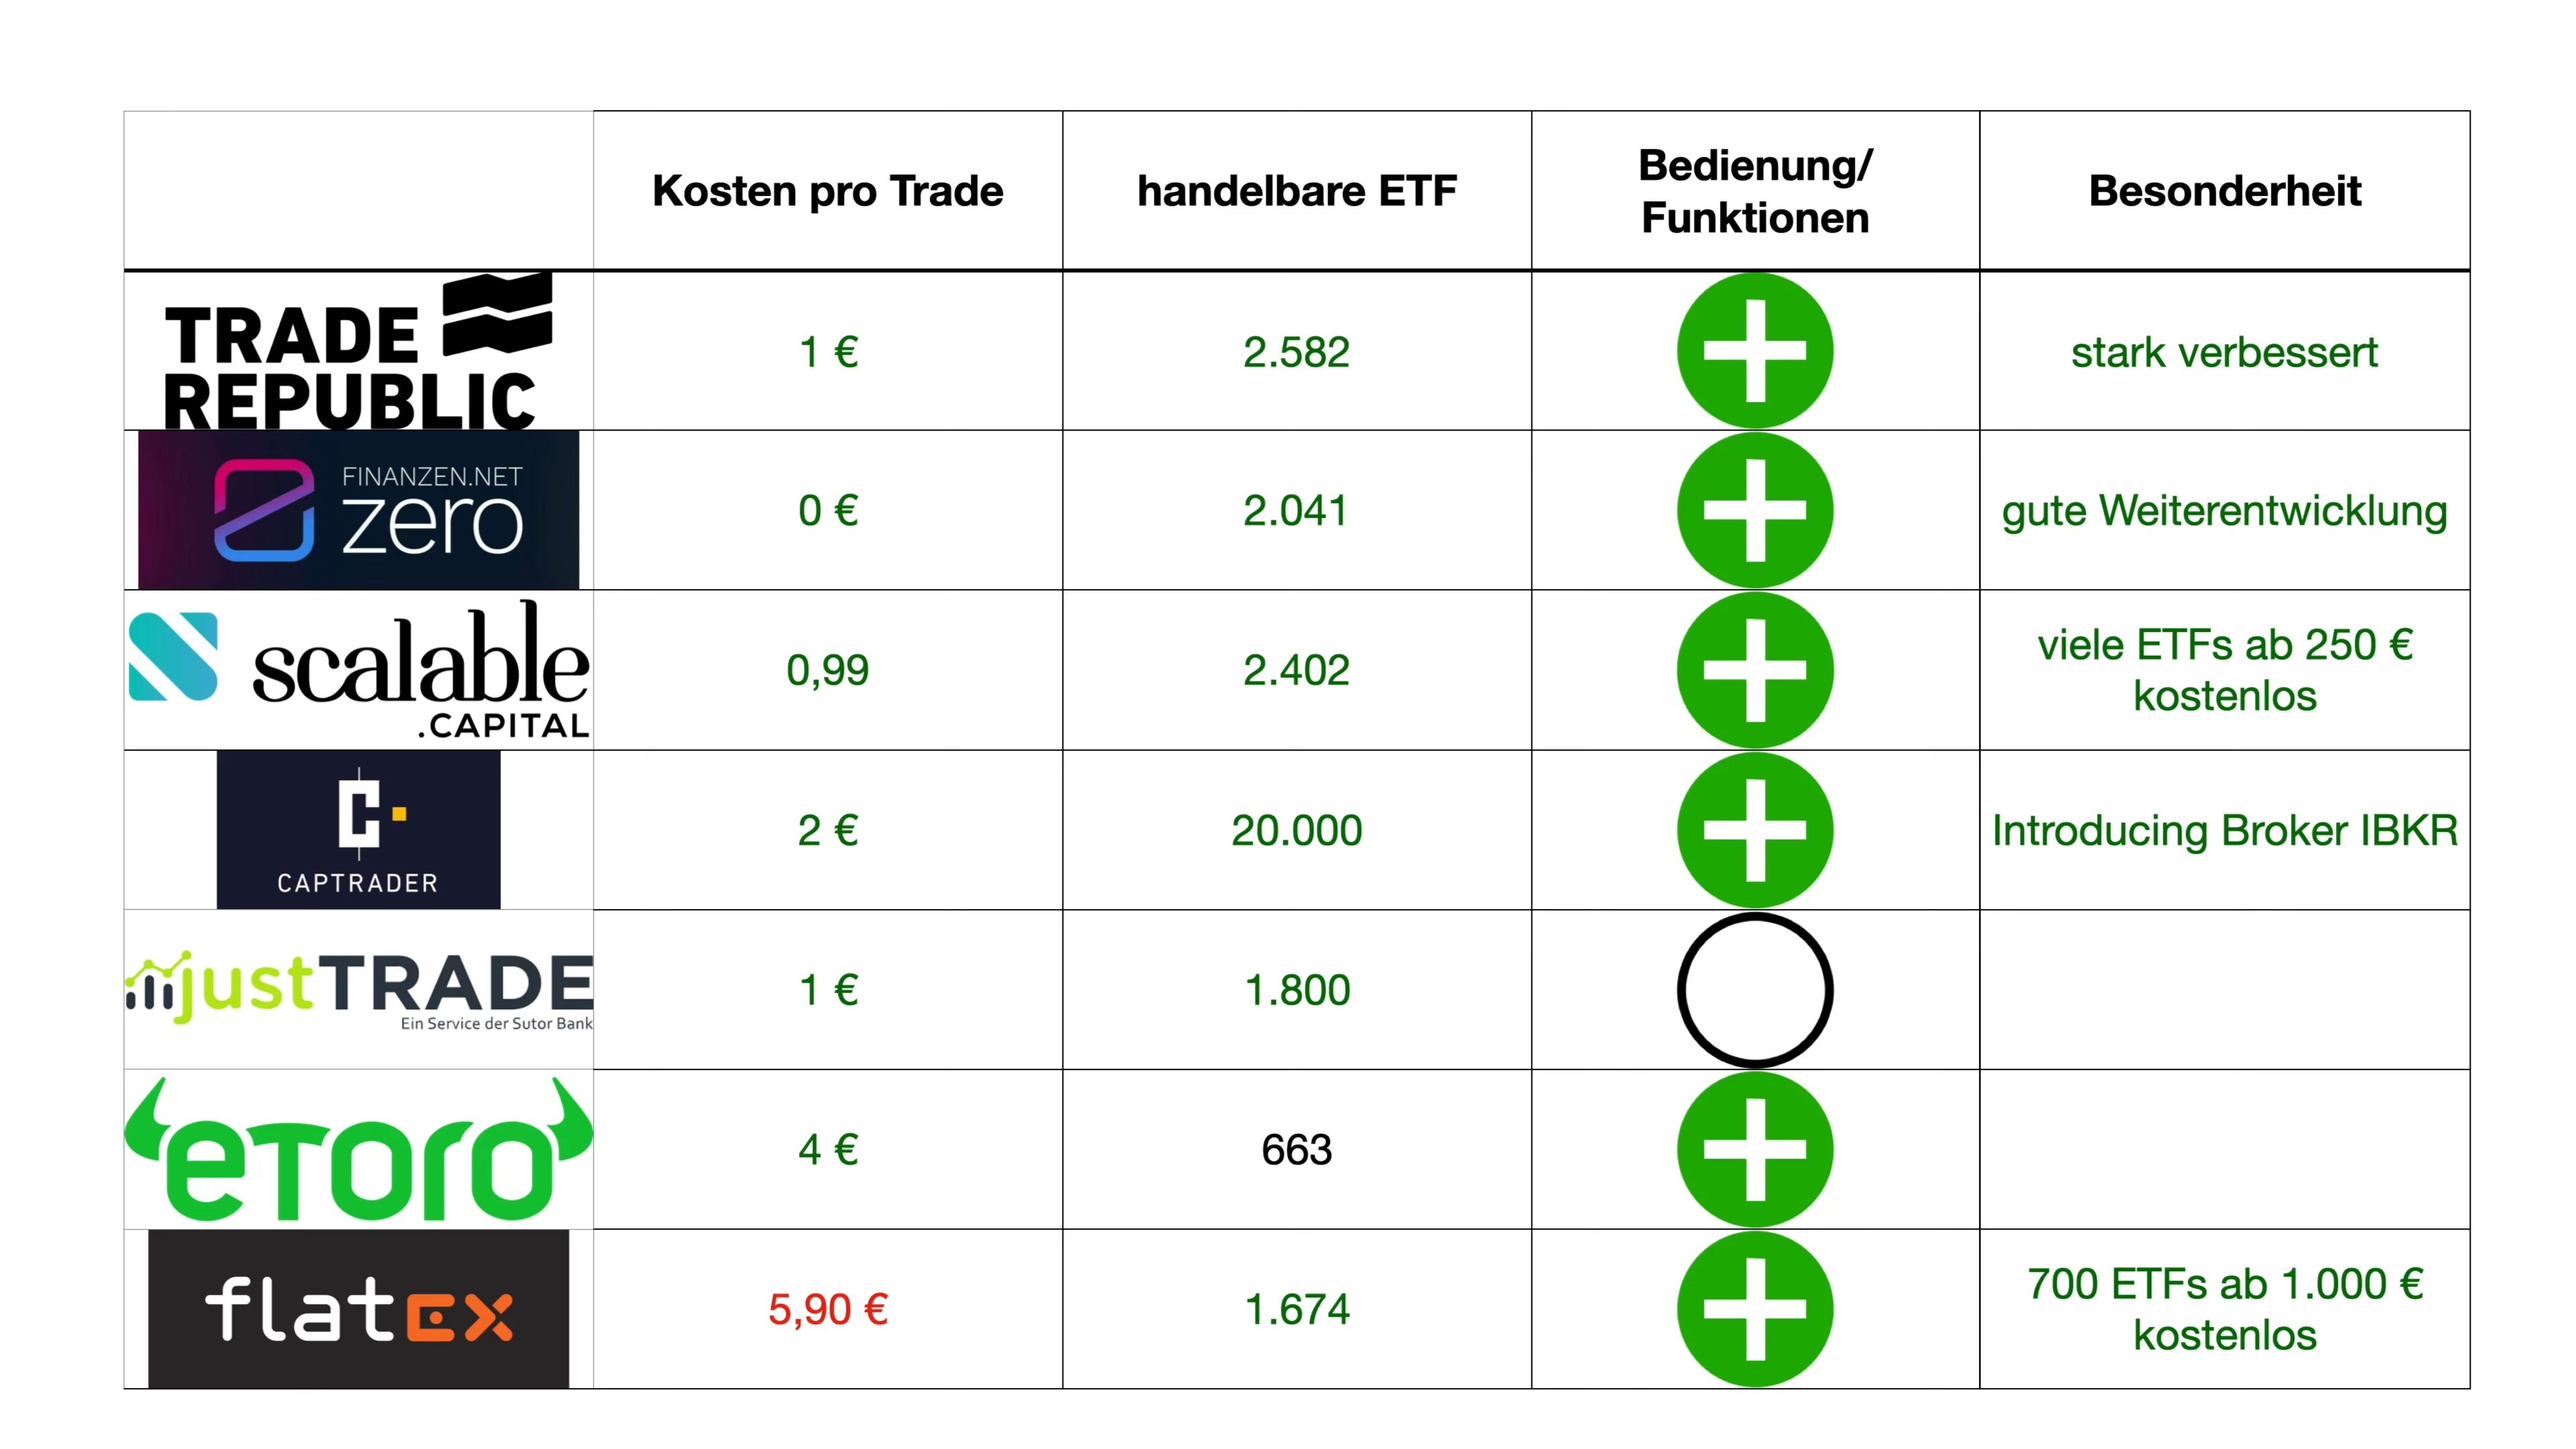 Kosten pro Trade
handelbare ETF
Bedienung/
Funktionen
Besonderheit
TRADE
REPUBLIC
1 €
2.582
stark verbessert
FINANZEN.NET
zero
0 €
2.041
gute Weiterentwicklung
scalable
.CAPITAL
0,99
2.402
viele ETFs ab 250 €
kostenlos
CAPTRADER
2 €
20.000
Introducing Broker IBKR
justTRADE
Ein Service der Sutor Bank
1 €
1.800
eToro
4 €
663
flatex
5,90 €
1.674
700 ETFs ab 1.000 €
kostenlos